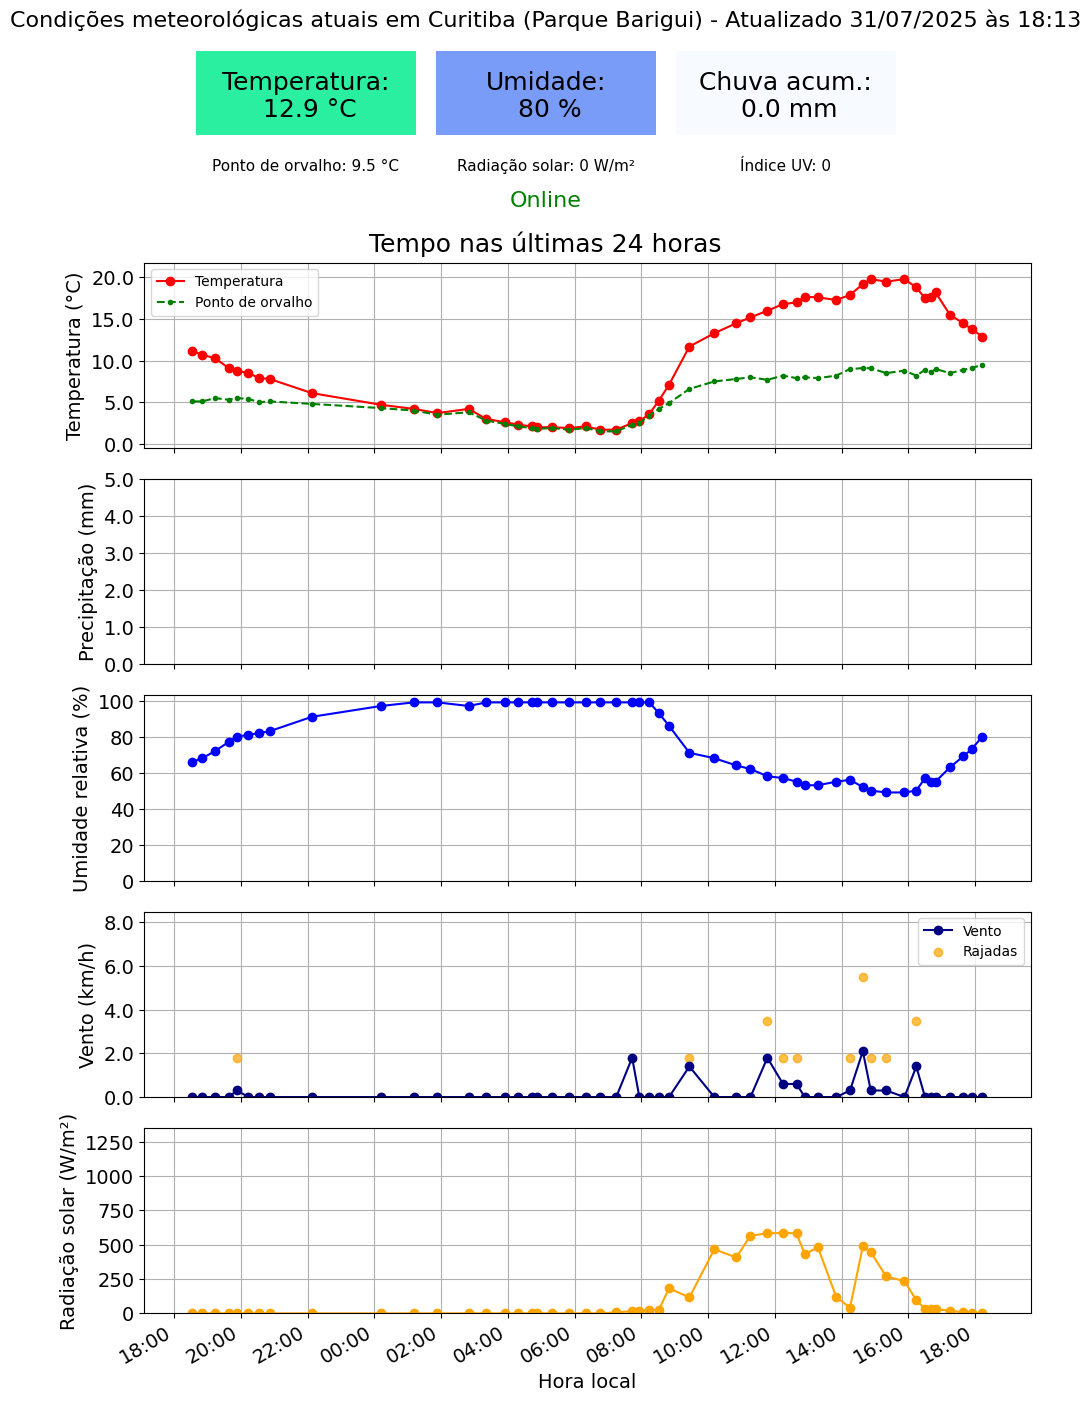 Condições meteorológicas atuais em Curitiba (Parque Barigui) - Atualizado 31/07/2025 às 18:13
Temperatura:
12.9 °C
Umidade:
80 %
Chuva acum.:
0.0 mm
Ponto de orvalho: 9.5 °C
Radiação solar: 0 W/m²
Índice UV: 0
Online
Tempo nas últimas 24 horas
Temperatura (°C)
20.0
15.0
10.0
5.0
0.0
Temperatura
Ponto de orvalho
Precipitação (mm)
5.0
4.0
3.0
2.0
1.0
0.0
Umidade relativa (%)
100
80
60
40
20
0
Vento (km/h)
8.0
6.0
4.0
2.0
0.0
Vento
Rajadas
Radiação solar (W/m²)
1250
1000
750
500
250
0
18:00
20:00
22:00
00:00
02:00
04:00
06:00
08:00
10:00
12:00
14:00
16:00
18:00
Hora local